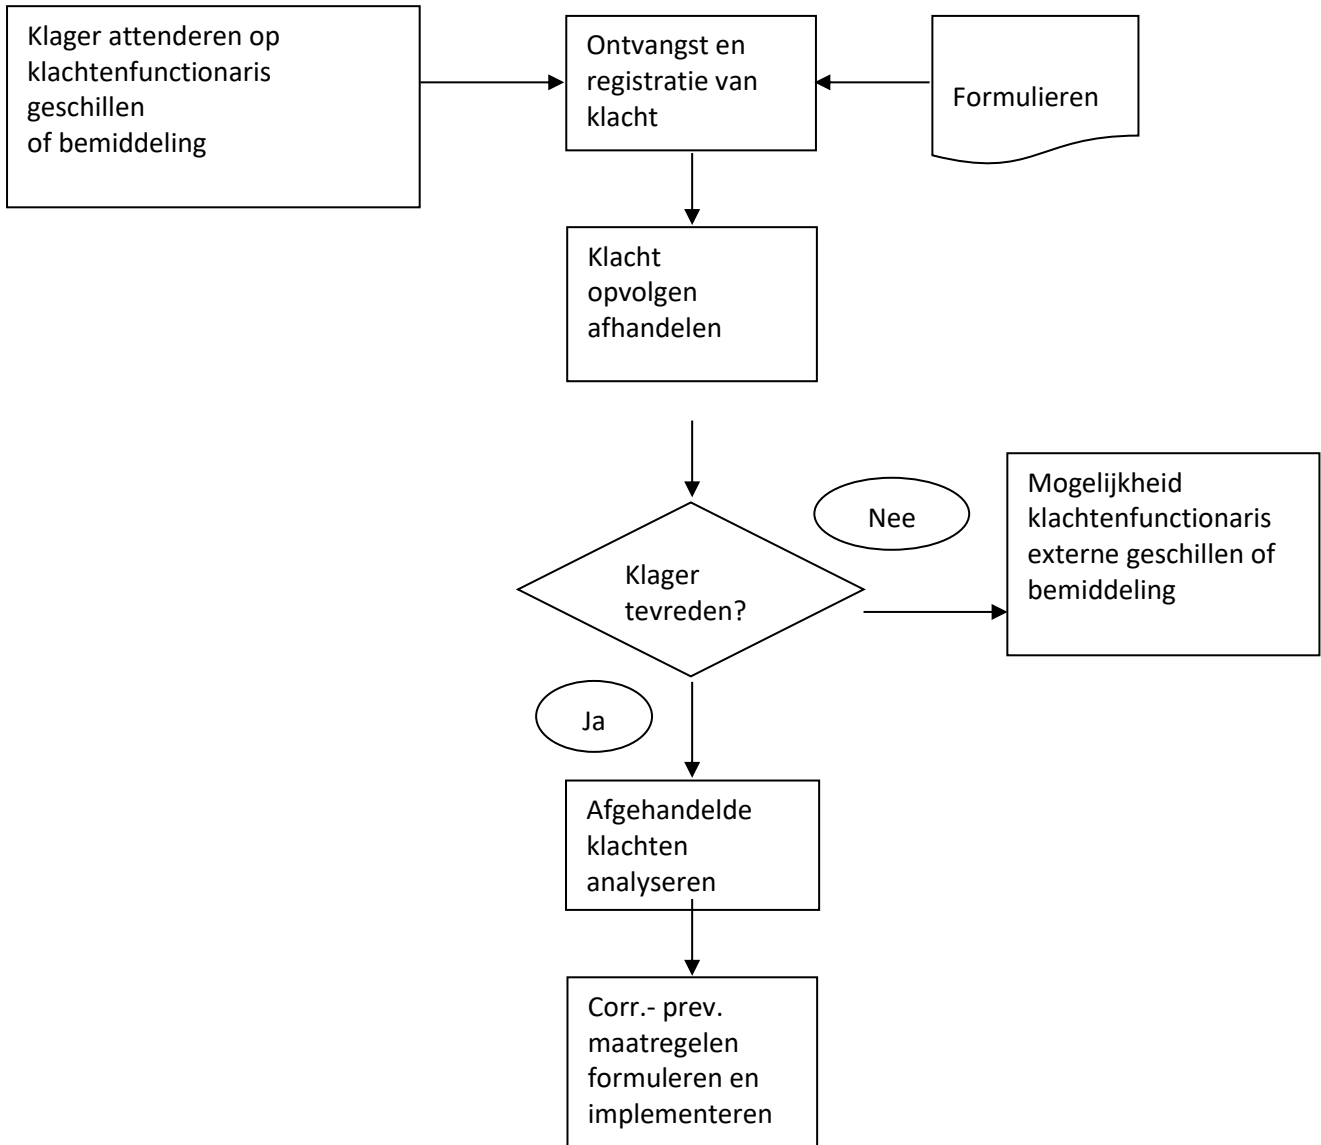 Klager attenderen op
klachtenfunctionaris
geschillen
of bemiddeling
Ontvangst en
registratie van
klacht
Formulieren
Klacht
opvolgen
afhandelen
Klager
tevreden?
Nee
Mogelijkheid
klachtenfunctionaris
externe geschillen of
bemiddeling
Ja
Afgehandelde
klachten
analyseren
Corr.- prev.
maatregelen
formuleren en
implementeren